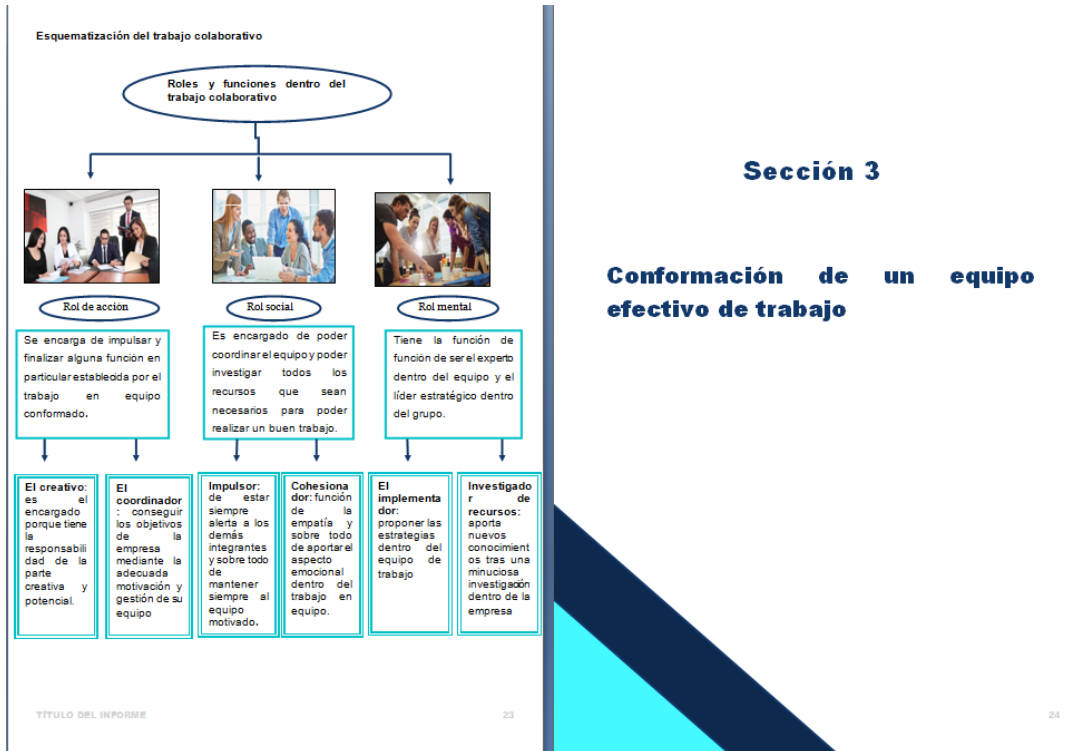 Esquematización del trabajo colaborativo
Roles y funciones dentro del
trabajo colaborativo
Rol de acción
Se encarga de impulsar y
finalizar alguna función en
particular establecida por el
trabajo en equipo
conformado.
Rol social
Es encargado de poder
coordinar el equipo y poder
investigar todos los
recursos que sean
necesarios para poder
realizar un buen trabajo.
Rol mental
Tiene la función de
función de ser el experto
dentro del equipo y el
líder estratégico dentro
del grupo.
El creativo:
es el
encargado
porque tiene
la
responsabili
dad de la
parte
creativa y
potencial.
El
coordinador
: conseguir
los objetivos
de la
empresa
mediante la
adecuada
motivación y
gestión de su
equipo
Impulsor:
de estar
siempre
alerta a los
demás
integrantes
y sobre todo
de
mantener
siempre al
equipo
motivado.
Cohesiona
dor: función
de la
empatía y
sobre todo
de aportar el
aspecto
emocional
dentro del
trabajo en
equipo.
El
implementa
dor:
proponer las
estrategias
dentro del
equipo de
trabajo
Investigado
r de
recursos:
aporta
nuevos
conocimient
os tras una
minuciosa
investigación
dentro de la
empresa
TÍTULO DEL INFORME 23
Sección 3
Conformación de un equipo
efectivo de trabajo
24